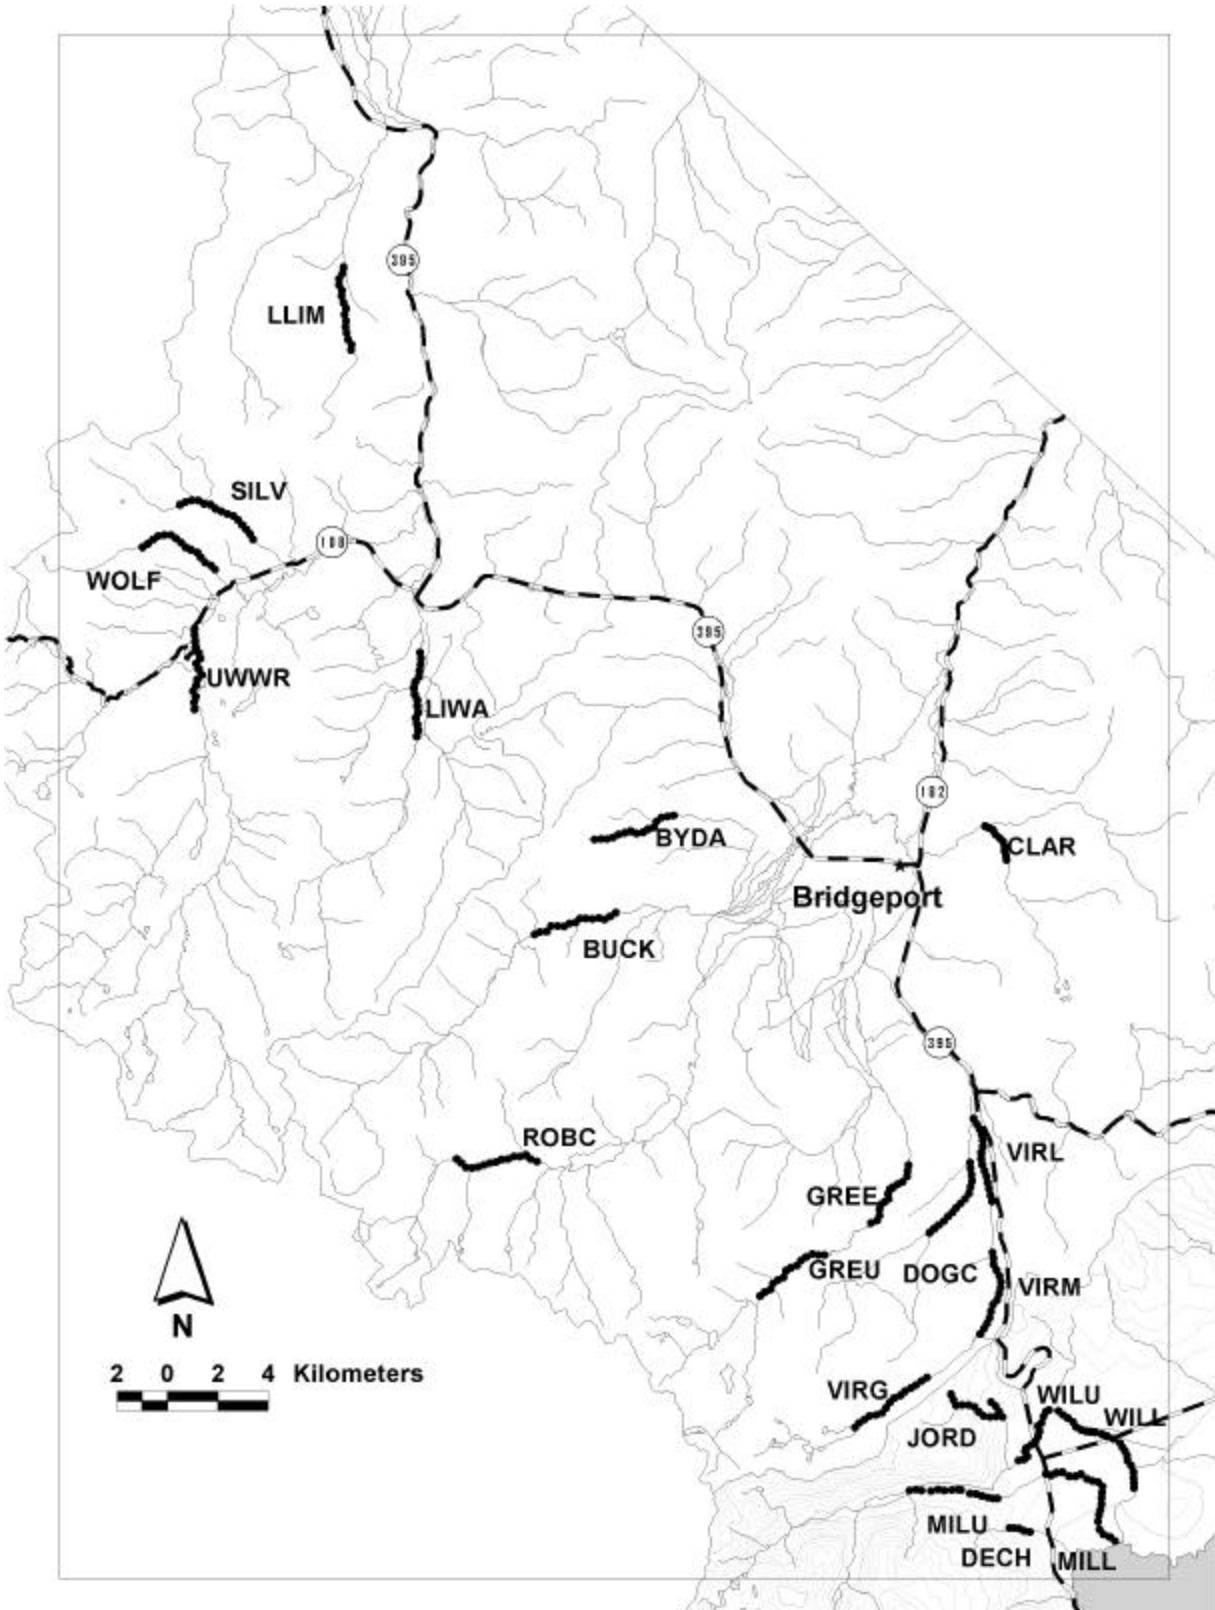 395
LLIM
SILV
108
WOLF
395
UWWR
LIWA
182
BYDA
CLAR
Bridgeport
BUCK
395
ROBC
VIRL
GREE
GREU
DOGC
VIRM
N
2 0 2 4 Kilometers
VIRG
WILU
WILL
JORD
MILU
DECH
MILL